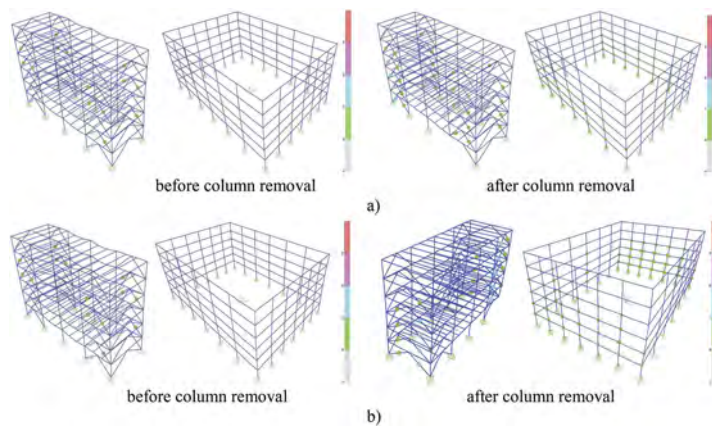 before column removal
after column removal
a)
before column removal
after column removal
b)